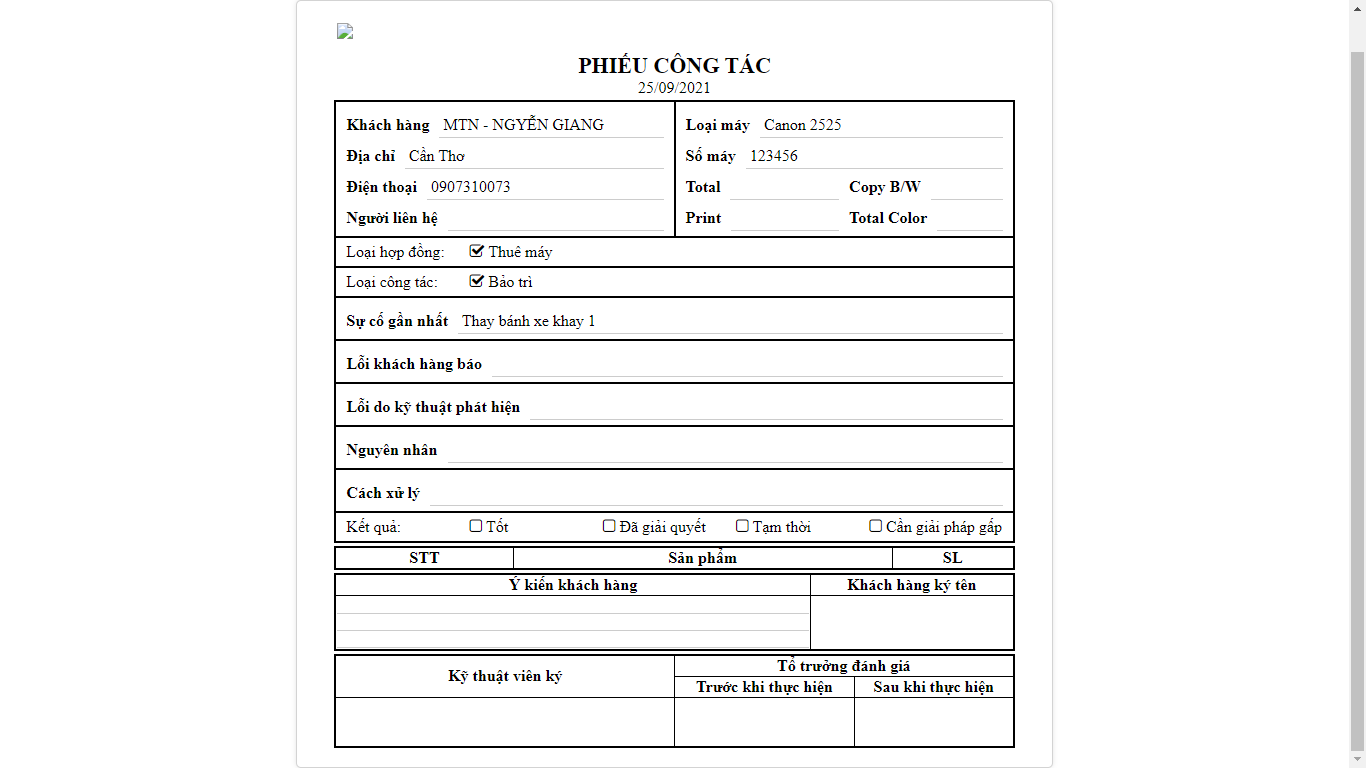 PHIẾU CÔNG TÁC
25/09/2021
Khách hàng MTN - NGYỄN GIANG
Địa chỉ Cần Thơ
Điện thoại 0907310073
Người liên hệ
Loại máy Canon 2525
Số máy 123456
Total Copy B/W
Print Total Color
Loại hợp đồng: Thuê máy
Loại công tác: Bảo trì
Sự cố gần nhất Thay bánh xe khay 1
Lỗi khách hàng báo
Lỗi do kỹ thuật phát hiện
Nguyên nhân
Cách xử lý
Kết quả: Tốt Đã giải quyết Tạm thời Cần giải pháp gấp
STT Sản phẩm SL
Ý kiến khách hàng Khách hàng ký tên
Kỹ thuật viên ký Tổ trưởng đánh giá
Trước khi thực hiện Sau khi thực hiện